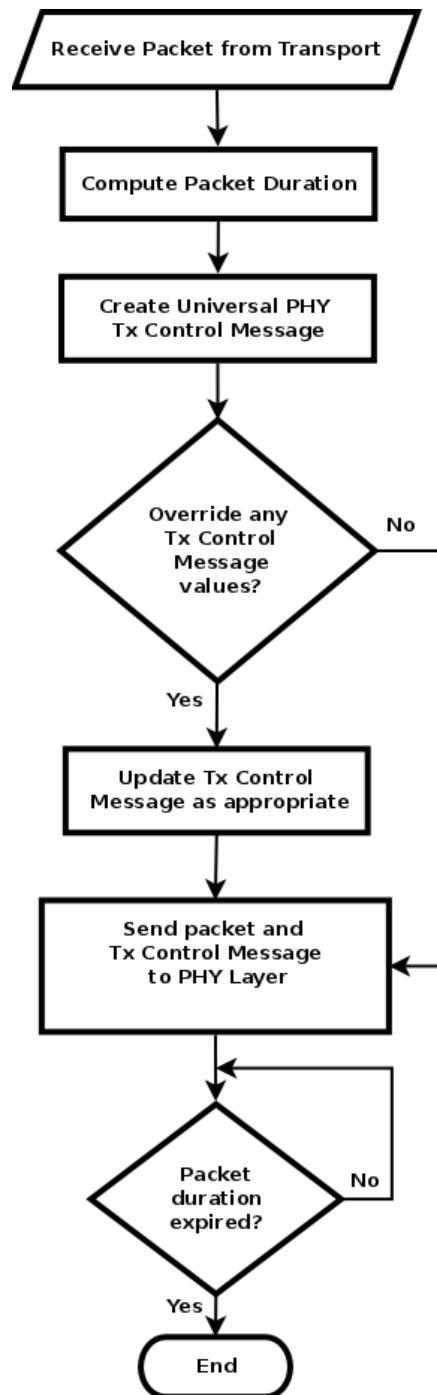 Receive Packet from Transport
Compute Packet Duration
Create Universal PHY
Tx Control Message
Override any
Tx Control
Message
values?
No
Yes
Update Tx Control
Message as appropriate
Send packet and
Tx Control Message
to PHY Layer
Packet
duration
expired?
No
Yes
End